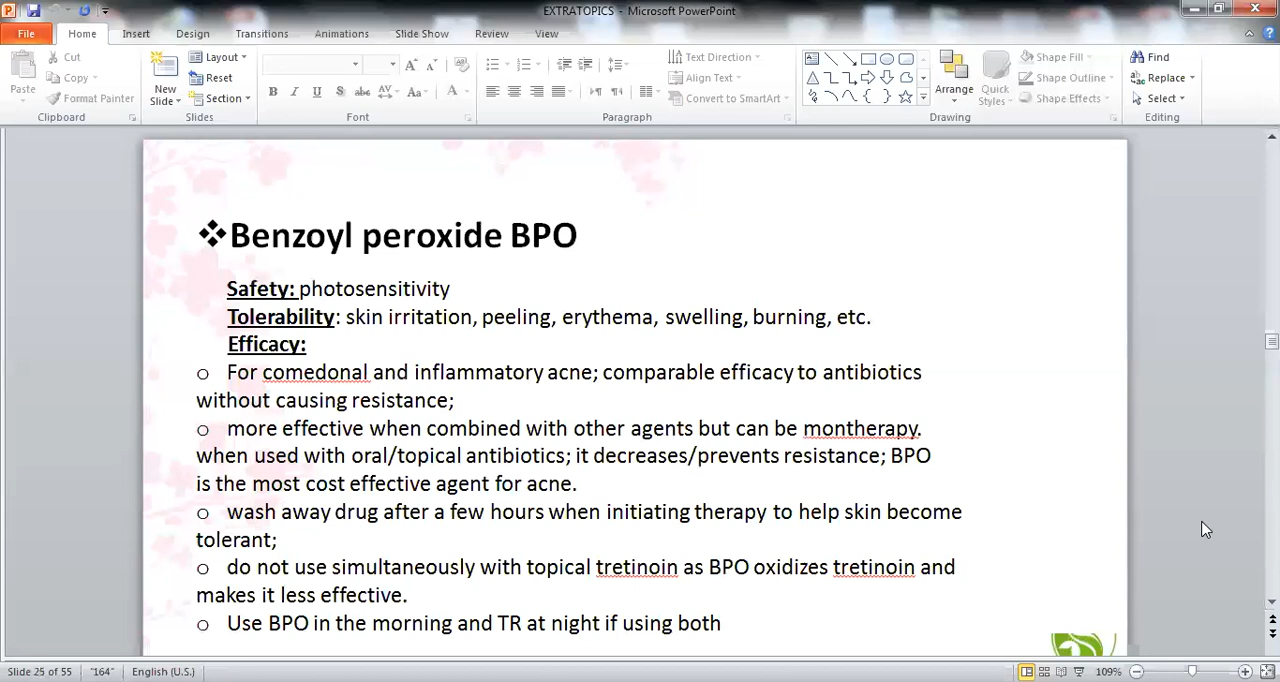 EXTRATOPICS - Microsoft PowerPoint
File Home Insert Design Transitions Animations Slide Show Review View
Cut Layout Text Direction Shape Fill Find
Copy Reset Align Text Shape Outline Replace
Paste Format Painter New Slide Section Convert to SmartArt Arrange Quick Styles Shape Effects Select
Clipboard Slides Font Paragraph Drawing Editing
❖Benzoyl peroxide BPO
Safety: photosensitivity
Tolerability: skin irritation, peeling, erythema, swelling, burning, etc.
Efficacy:
o For comedonal and inflammatory acne; comparable efficacy to antibiotics
without causing resistance;
o more effective when combined with other agents but can be montherapy.
when used with oral/topical antibiotics; it decreases/prevents resistance; BPO
is the most cost effective agent for acne.
o wash away drug after a few hours when initiating therapy to help skin become
tolerant;
o do not use simultaneously with topical tretinoin as BPO oxidizes tretinoin and
makes it less effective.
o Use BPO in the morning and TR at night if using both
Slide 25 of 55 "164" English (U.S.) 109%